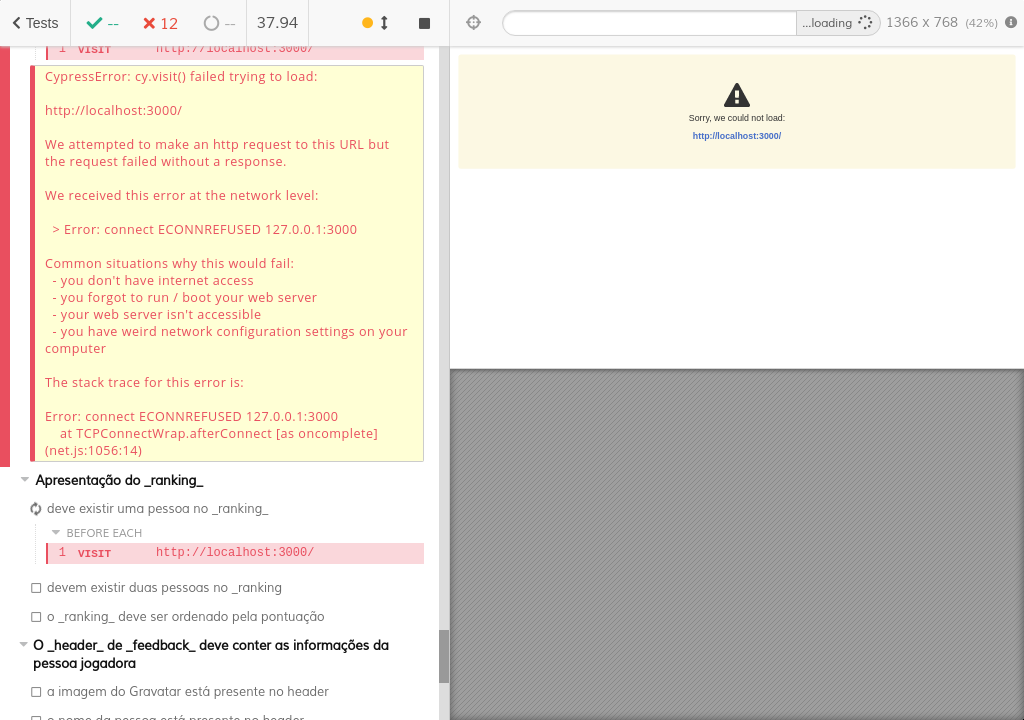 Tests -- 12 -- 37.94 ...loading 1366 x 768 (42%)
1 VISIT http://localhost:3000/
CypressError: cy.visit() failed trying to load:
http://localhost:3000/
We attempted to make an http request to this URL but
the request failed without a response.
We received this error at the network level:
> Error: connect ECONNREFUSED 127.0.0.1:3000
Common situations why this would fail:
- you don't have internet access
- you forgot to run / boot your web server
- your web server isn't accessible
- you have weird network configuration settings on your
computer
The stack trace for this error is:
Error: connect ECONNREFUSED 127.0.0.1:3000
at TCPConnectWrap.afterConnect [as oncomplete]
(net.js:1056:14)
Apresentação do _ranking_
deve existir uma pessoa no _ranking_
BEFORE EACH
1 VISIT http://localhost:3000/
devem existir duas pessoas no _ranking
o _ranking_ deve ser ordenado pela pontuação
O _header_ de _feedback_ deve conter as informações da
pessoa jogadora
a imagem do Gravatar está presente no header
o nome da pessoa está presente no header
Sorry, we could not load:
http://localhost:3000/